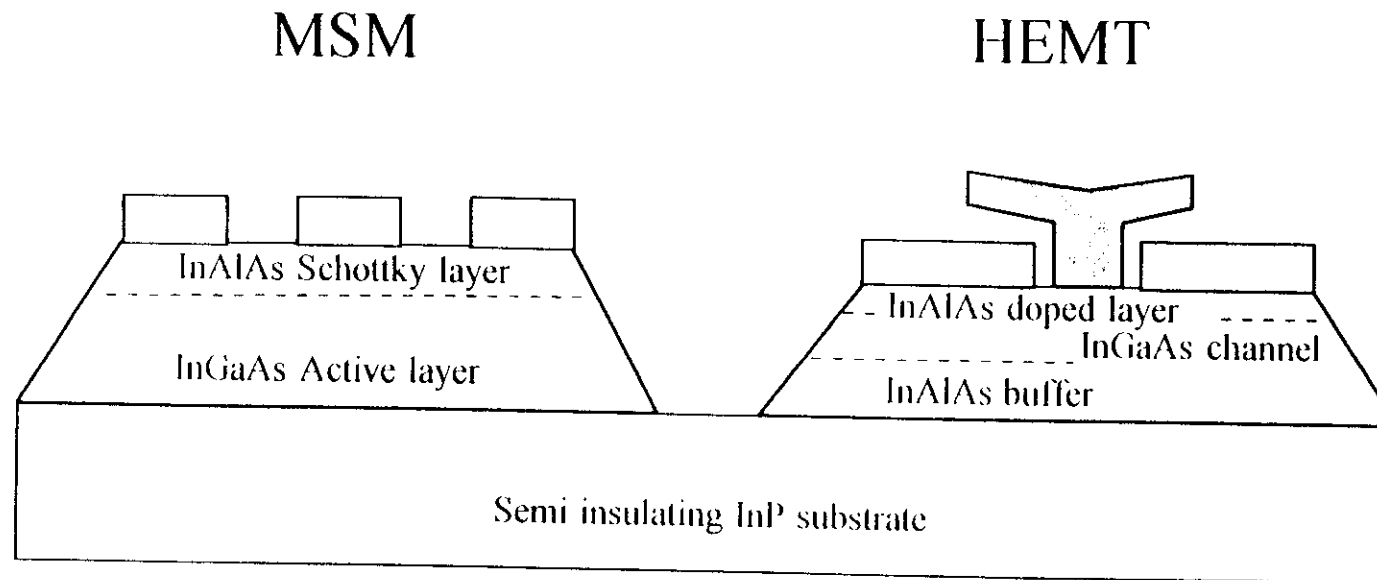 MSM
HEMT
InAlAs Schottky layer
InGaAs Active layer
InAlAs doped layer
InGaAs channel
InAlAs buffer
Semi insulating InP substrate